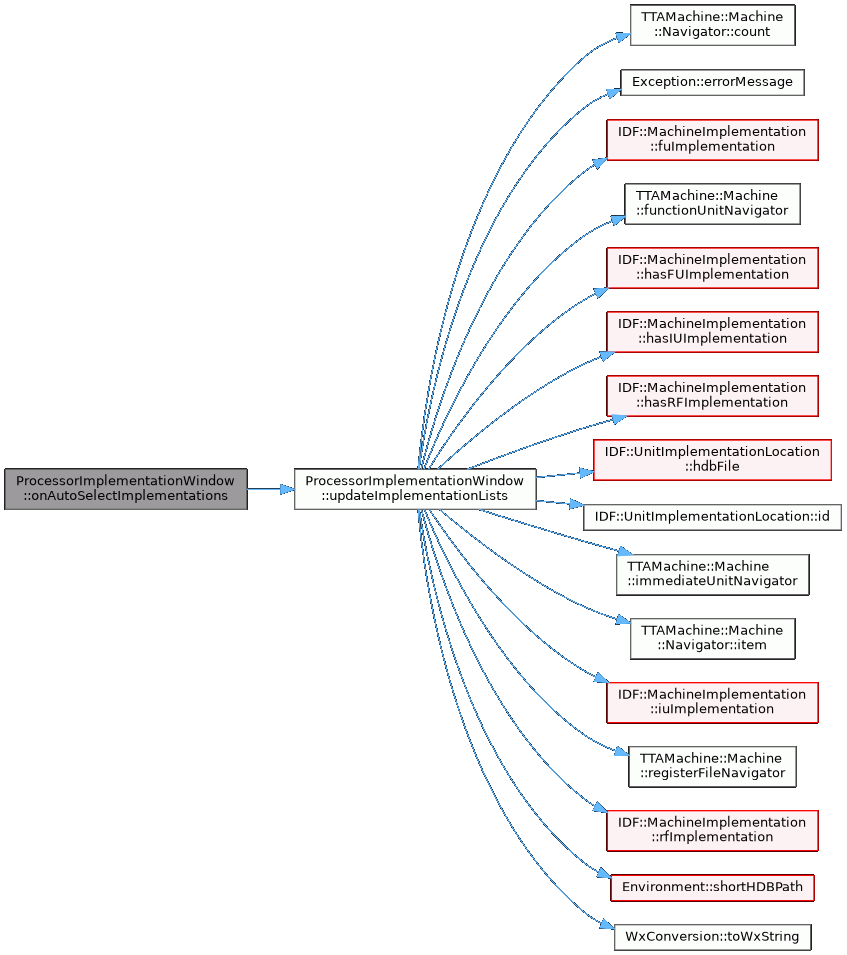 TTAMachine::Machine
::Navigator::count
Exception::errorMessage
IDF::MachineImplementation
::fuImplementation
TTAMachine::Machine
::functionUnitNavigator
IDF::MachineImplementation
::hasFUImplementation
IDF::MachineImplementation
::hasIUImplementation
IDF::MachineImplementation
::hasRFImplementation
IDF::UnitImplementationLocation
::hdbFile
ProcessorImplementationWindow
::onAutoSelectImplementations
ProcessorImplementationWindow
::updateImplementationLists
IDF::UnitImplementationLocation::id
TTAMachine::Machine
::immediateUnitNavigator
TTAMachine::Machine
::Navigator::item
IDF::MachineImplementation
::iuImplementation
TTAMachine::Machine
::registerFileNavigator
IDF::MachineImplementation
::rfImplementation
Environment::shortHDBPath
WxConversion::toWxString